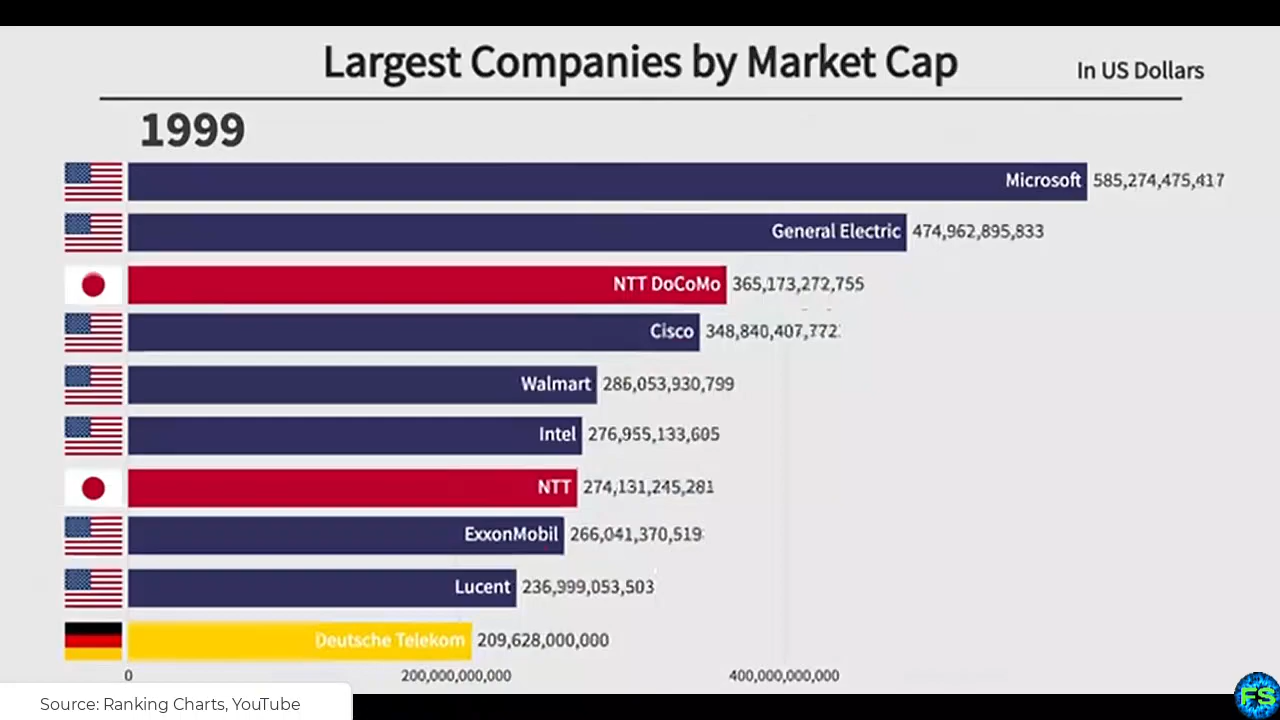 Largest Companies by Market Cap
In US Dollars
1999
Microsoft 585,274,475,417
General Electric 474,962,895,833
NTT DoCoMo 365,173,272,755
Cisco 348,840,407,772
Walmart 286,053,930,799
Intel 276,955,133,605
NTT 274,131,245,281
ExxonMobil 266,041,370,519
Lucent 236,999,053,503
Deutsche Telekom 209,628,000,000
0 200,000,000,000 400,000,000,000
Source: Ranking Charts, YouTube
FS